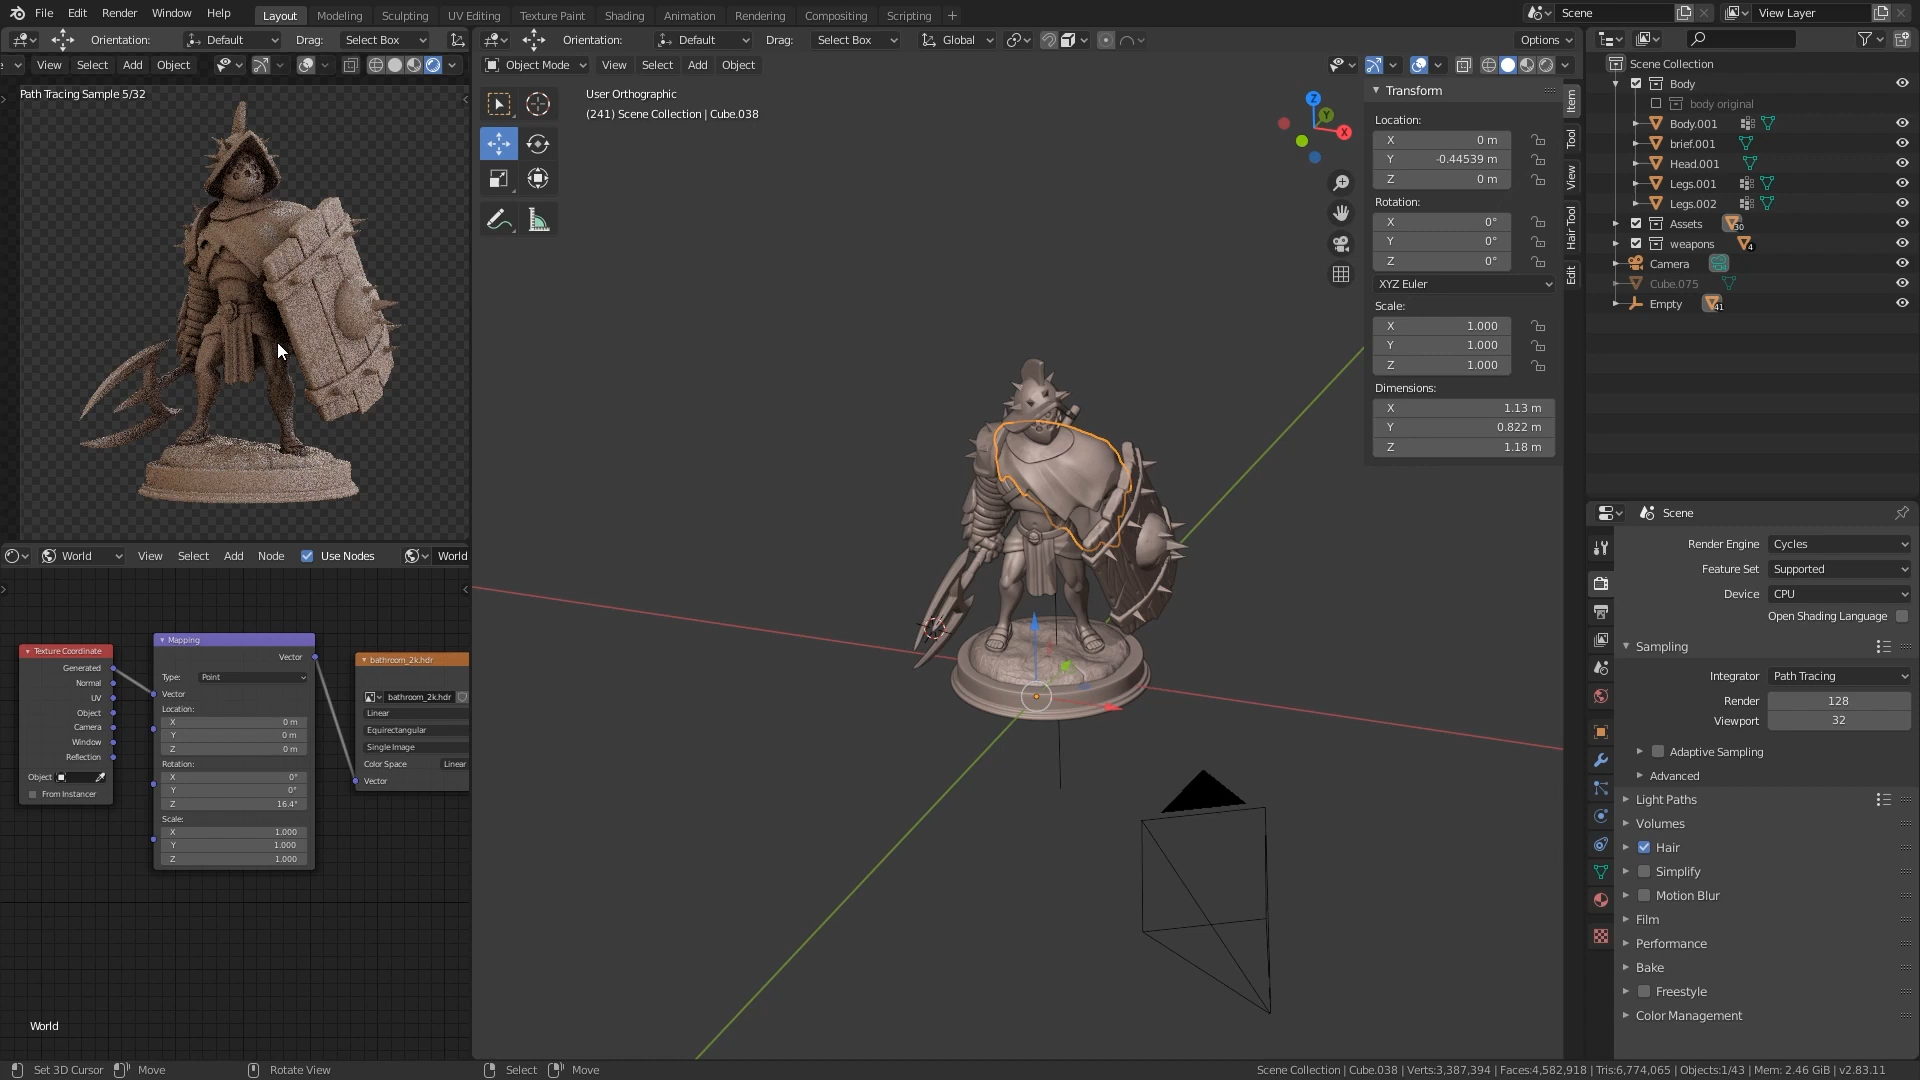 File Edit Render Window Help
Layout Modeling Sculpting UV Editing Texture Paint Shading Animation Rendering Compositing Scripting +
Scene
View Layer
Orientation: Default Drag: Select Box
View Select Add Object
Path Tracing Sample 5/32
Orientation: Default Drag: Select Box Global Options
Object Mode View Select Add Object
User Orthographic
(241) Scene Collection | Cube.038
Z
Y
X
Transform
Location:
X 0 m
Y -0.44539 m
Z 0 m
Rotation:
X 0°
Y 0°
Z 0°
XYZ Euler
Scale:
X 1.000
Y 1.000
Z 1.000
Dimensions:
X 1.13 m
Y 0.822 m
Z 1.18 m
Item
Tool
View
Hair Tool
Edit
Scene Collection
Body
body original
Body.001
brief.001
Head.001
Legs.001
Legs.002
Assets 30
weapons 4
Camera
Cube.075
Empty 41
Scene
Render Engine Cycles
Feature Set Supported
Device CPU
Open Shading Language
Sampling
Integrator Path Tracing
Render 128
Viewport 32
Adaptive Sampling
Advanced
Light Paths
Volumes
Hair
Simplify
Motion Blur
Film
Performance
Bake
Freestyle
Color Management
World View Select Add Node Use Nodes World
Texture Coordinate
Generated
Normal
UV
Object
Camera
Window
Reflection
Object
From Instancer
Mapping
Vector
Type: Point
Vector
Location:
X 0 m
Y 0 m
Z 0 m
Rotation:
X 0°
Y 0°
Z 16.4°
Scale:
X 1.000
Y 1.000
Z 1.000
bathroom_2k.hdr
bathroom_2k.hdr
Linear
Equirectangular
Single Image
Color Space Linear
Vector
World
Set 3D Cursor Move Rotate View Select Move
Scene Collection | Cube.038 | Verts:3,387,394 | Faces:4,582,918 | Tris:6,774,065 | Objects:1/43 | Mem: 2.46 GiB | v2.83.11